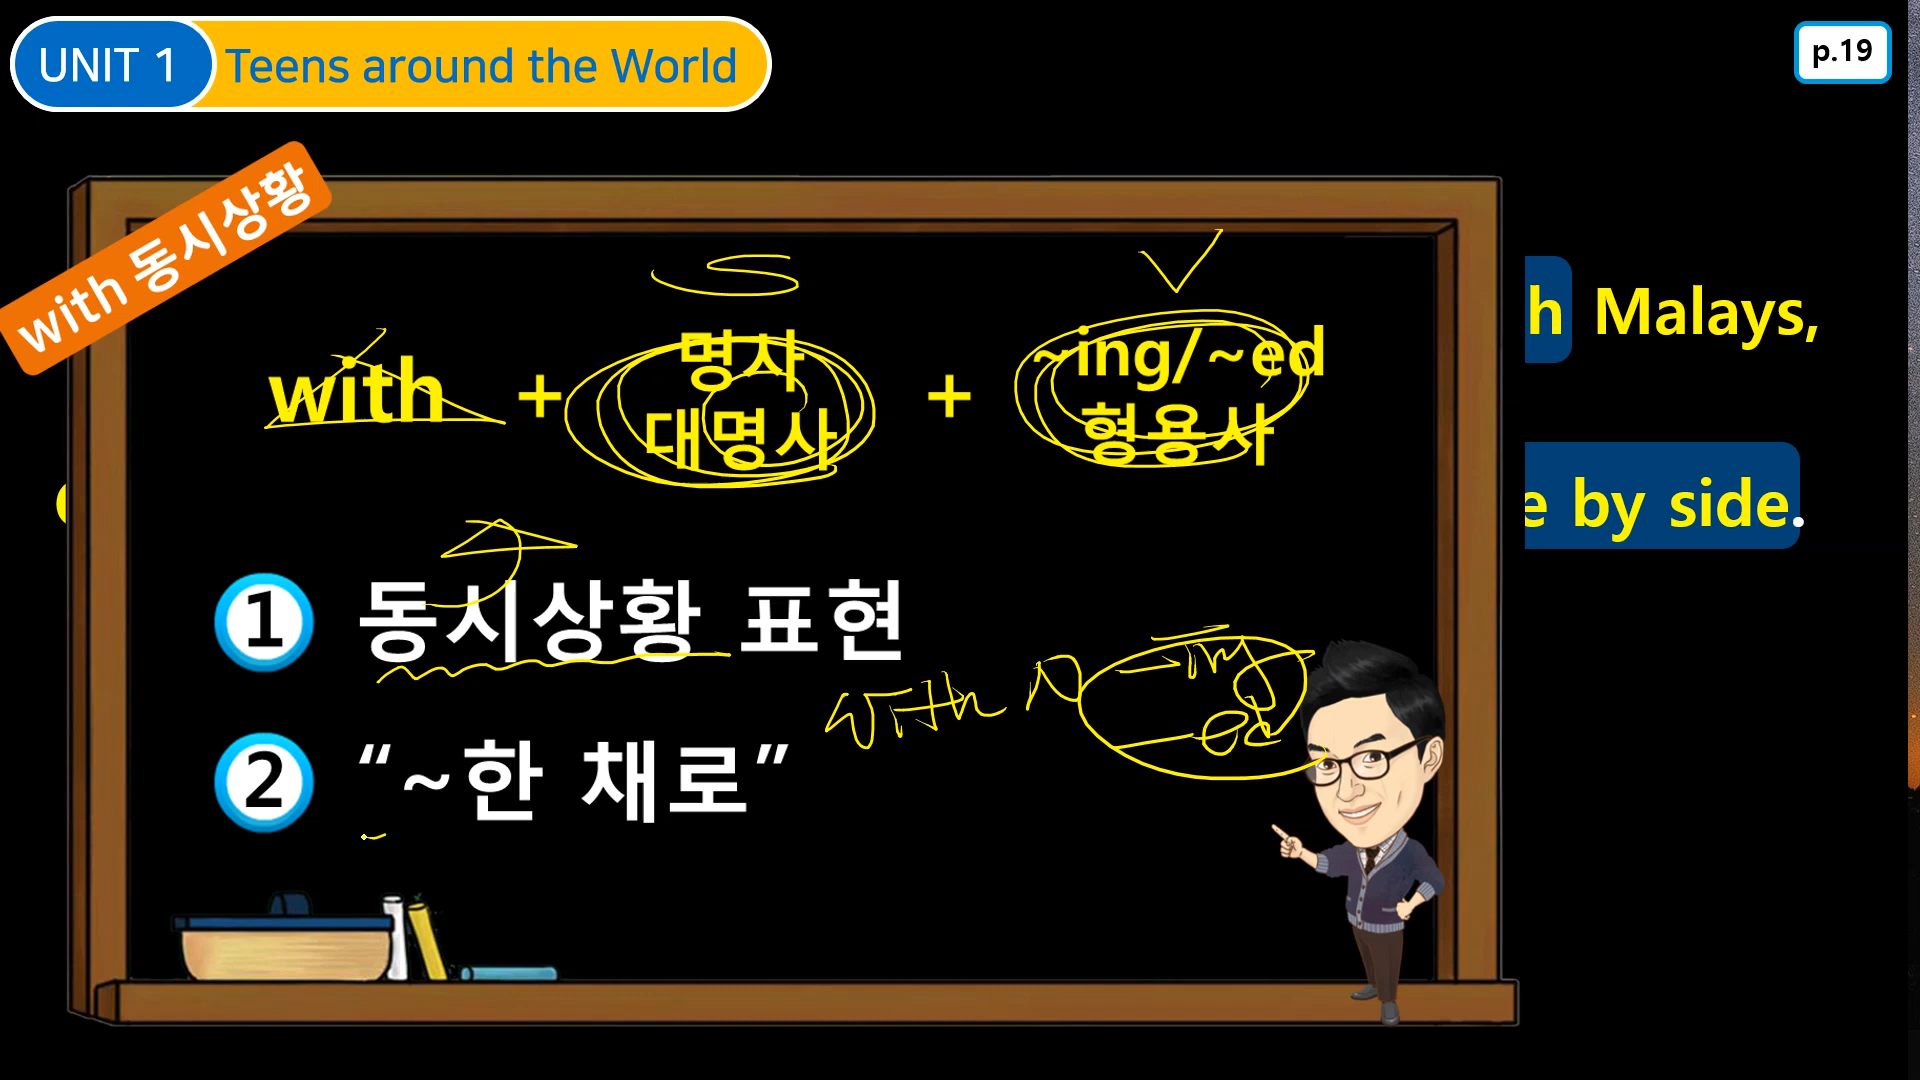 UNIT 1 Teens around the World
p.19
with 동시상황
S
V
with + 명사 대명사 + ~ing/~ed 형용사
h Malays,
e by side.
1 동시상황 표현
with N ing
ed
2 “~한 채로”